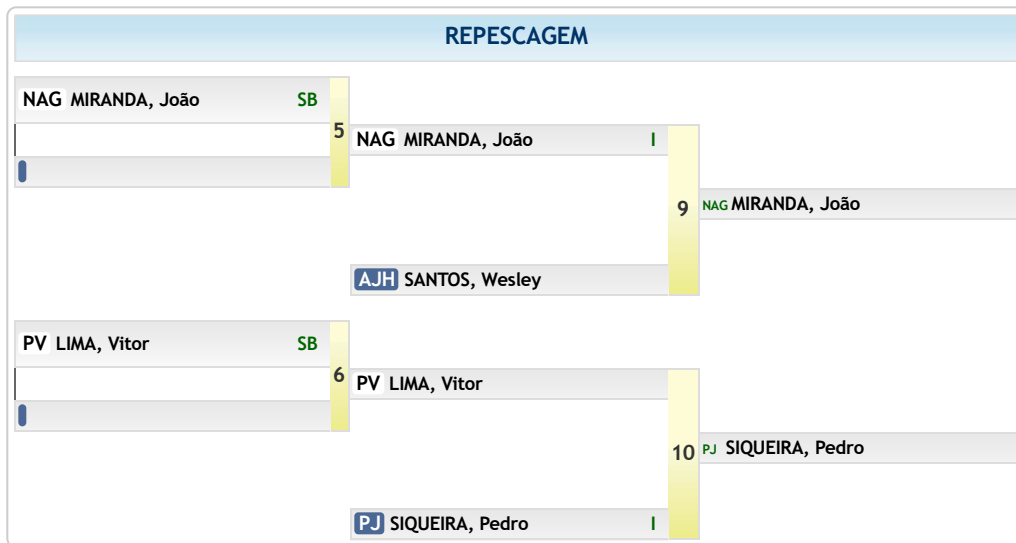 REPESCAGEM
NAG MIRANDA, João SB
5
NAG MIRANDA, João I
9
NAG MIRANDA, João
AJH SANTOS, Wesley
PV LIMA, Vitor SB
6
PV LIMA, Vitor
10
PJ SIQUEIRA, Pedro
PJ SIQUEIRA, Pedro I